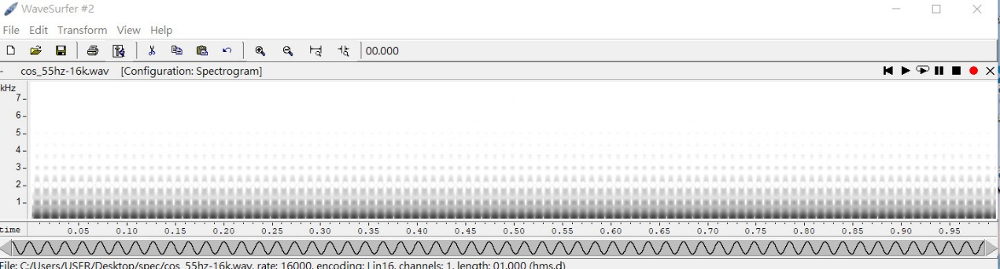 WaveSurfer #2
File Edit Transform View Help
00.000
- cos_55hz-16k.wav [Configuration: Spectrogram]
kHz
7
6
5
4
3
2
1
time 0.05 0.10 0.15 0.20 0.25 0.30 0.35 0.40 0.45 0.50 0.55 0.60 0.65 0.70 0.75 0.80 0.85 0.90 0.95
File: C:/Users/USER/Desktop/spec/cos_55hz-16k.wav, rate: 16000, encoding: Lin16, channels: 1, length: 01.000 (hms.d)